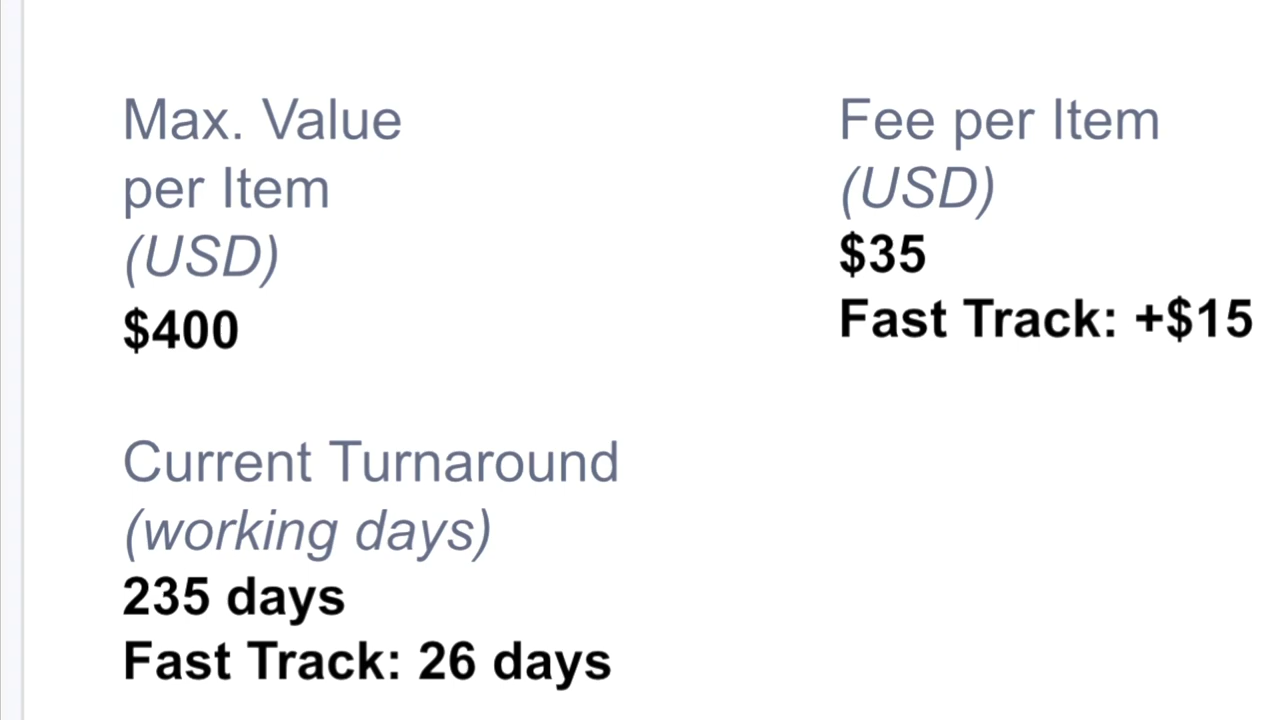 Max. Value
per Item
(USD)
$400
Fee per Item
(USD)
$35
Fast Track: +$15
Current Turnaround
(working days)
235 days
Fast Track: 26 days